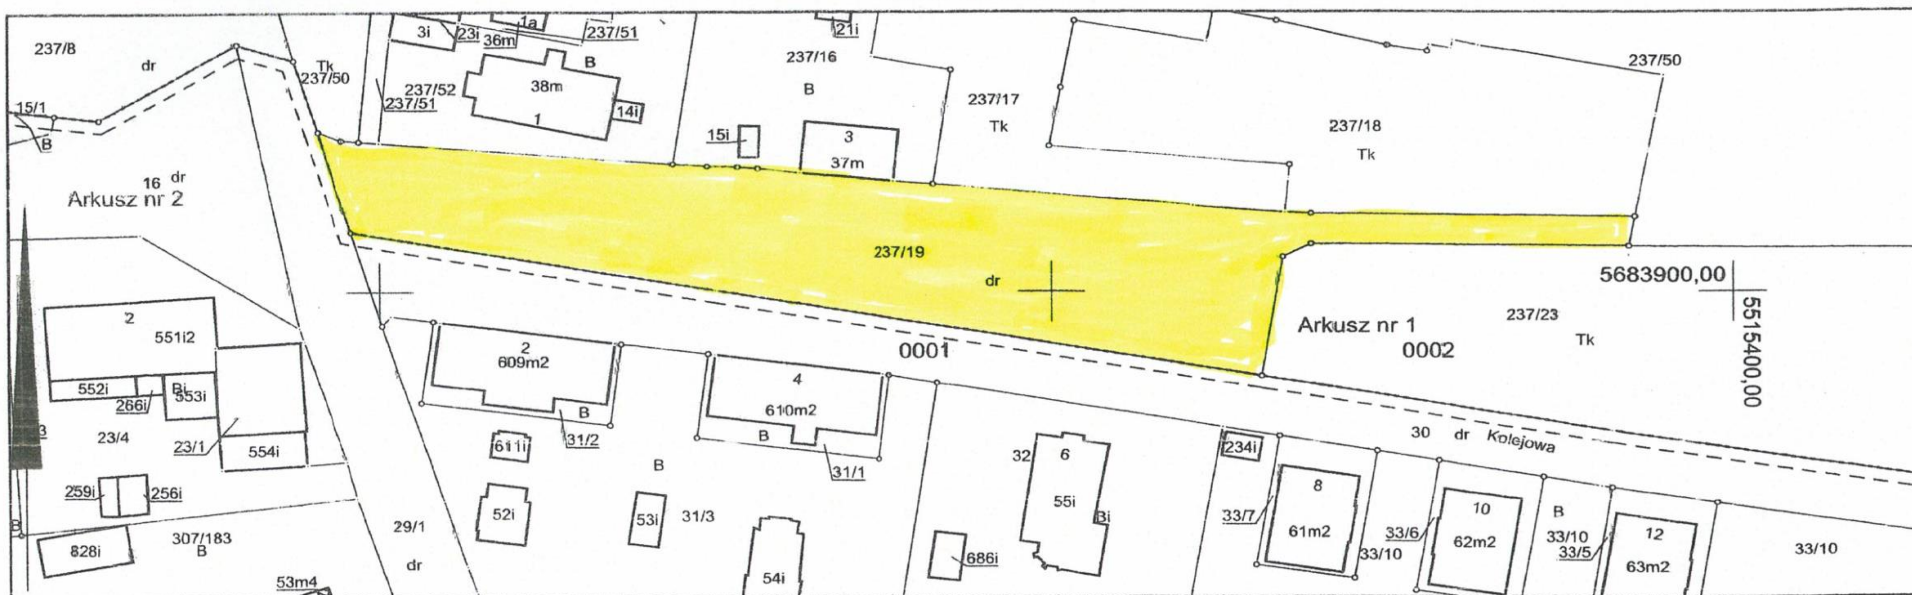 1a
3i
23i
36m
237/51
21i
237/8
dr
Tk
237/50
237/52
237/51
38m
B
14i
1
237/16
B
15i
3
37m
237/17
Tk
237/18
Tk
237/50
15/1
B
16 dr
Arkusz nr 2
237/19
dr
5683900,00
5515400,00
Arkusz nr 1
237/23
Tk
0001
0002
2
551i2
552i
266i
Bi
553i
23/4
23/1
554i
259i
256i
B
828i
307/183
B
53m4
29/1
dr
2
609m2
B
31/2
611i
52i
53i
B
31/3
4
610m2
B
31/1
54i
686i
32
6
55i
Bi
234i
33/7
8
61m2
33/10
30 dr Kolejowa
33/6
10
62m2
B
33/10
33/5
12
63m2
33/10